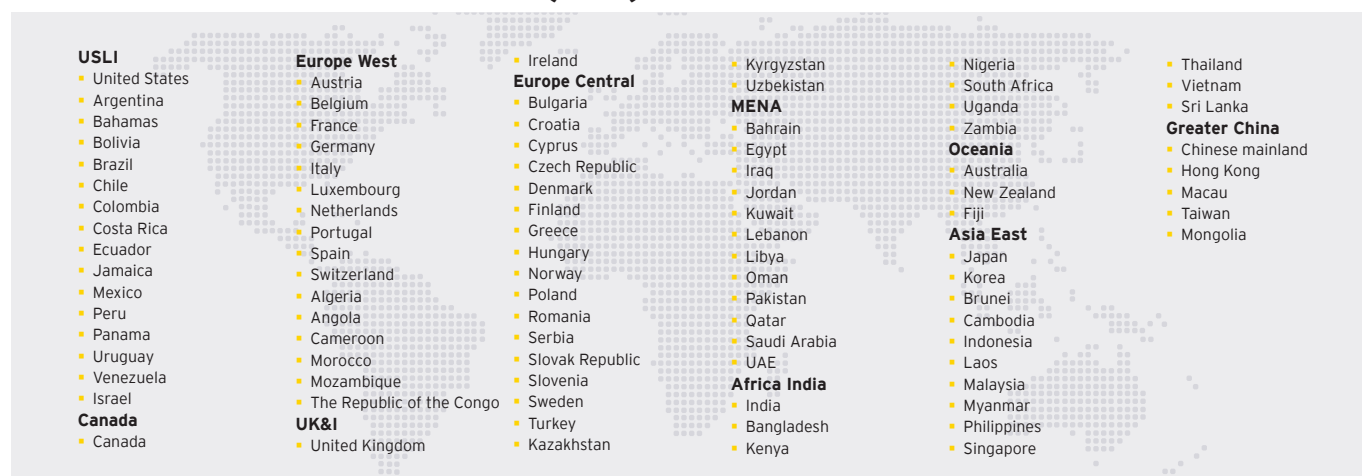 USLI
▪ United States
▪ Argentina
▪ Bahamas
▪ Bolivia
▪ Brazil
▪ Chile
▪ Colombia
▪ Costa Rica
▪ Ecuador
▪ Jamaica
▪ Mexico
▪ Peru
▪ Panama
▪ Uruguay
▪ Venezuela
▪ Israel
Canada
▪ Canada
Europe West
▪ Austria
▪ Belgium
▪ France
▪ Germany
▪ Italy
▪ Luxembourg
▪ Netherlands
▪ Portugal
▪ Spain
▪ Switzerland
▪ Algeria
▪ Angola
▪ Cameroon
▪ Morocco
▪ Mozambique
▪ The Republic of the Congo
UK&I
▪ United Kingdom
▪ Ireland
Europe Central
▪ Bulgaria
▪ Croatia
▪ Cyprus
▪ Czech Republic
▪ Denmark
▪ Finland
▪ Greece
▪ Hungary
▪ Norway
▪ Poland
▪ Romania
▪ Serbia
▪ Slovak Republic
▪ Slovenia
▪ Sweden
▪ Turkey
▪ Kazakhstan
▪ Kyrgyzstan
▪ Uzbekistan
MENA
▪ Bahrain
▪ Egypt
▪ Iraq
▪ Jordan
▪ Kuwait
▪ Lebanon
▪ Libya
▪ Oman
▪ Pakistan
▪ Qatar
▪ Saudi Arabia
▪ UAE
Africa India
▪ India
▪ Bangladesh
▪ Kenya
▪ Nigeria
▪ South Africa
▪ Uganda
▪ Zambia
Oceania
▪ Australia
▪ New Zealand
▪ Fiji
Asia East
▪ Japan
▪ Korea
▪ Brunei
▪ Cambodia
▪ Indonesia
▪ Laos
▪ Malaysia
▪ Myanmar
▪ Philippines
▪ Singapore
▪ Thailand
▪ Vietnam
▪ Sri Lanka
Greater China
▪ Chinese mainland
▪ Hong Kong
▪ Macau
▪ Taiwan
▪ Mongolia